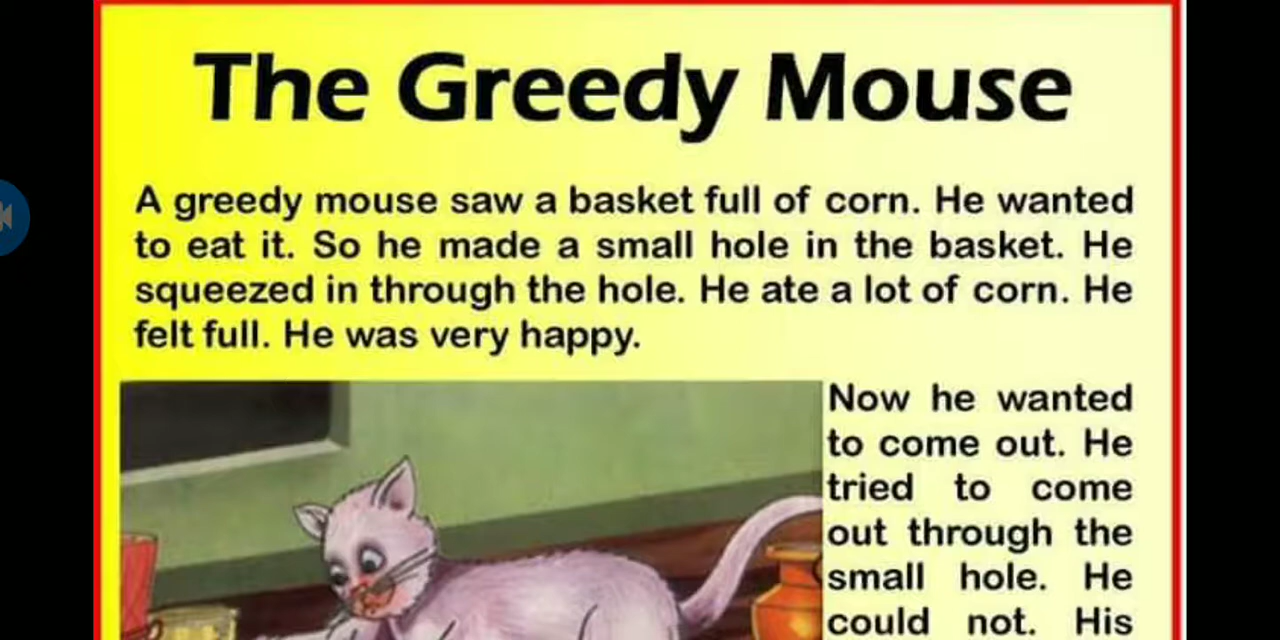 The Greedy Mouse
A greedy mouse saw a basket full of corn. He wanted
to eat it. So he made a small hole in the basket. He
squeezed in through the hole. He ate a lot of corn. He
felt full. He was very happy.
Now he wanted
to come out. He
tried to come
out through the
small hole. He
could not. His